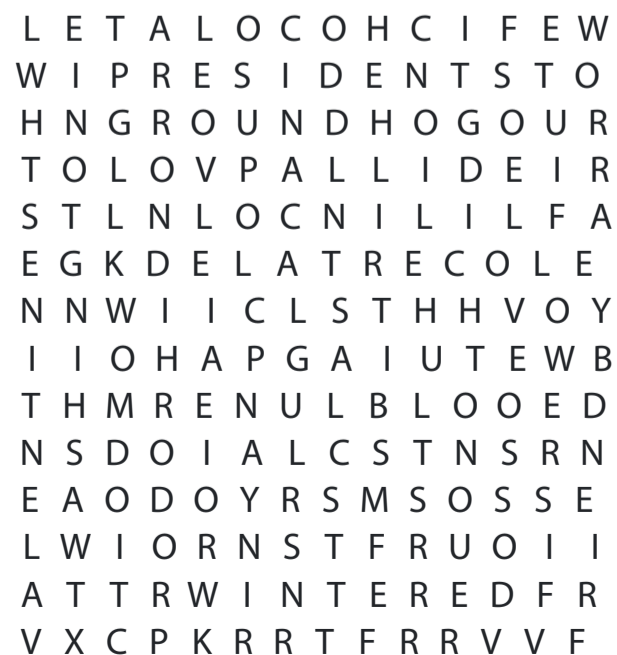 L E T A L O C O H C I F E W
W I P R E S I D E N T S T O
H N G R O U N D H O G O U R
T O L O V P A L L I D E I R
S T L N L O C N I L I L F A
E G K D E L A T R E C O L E
N N W I I C L S T H H V O Y
I I O H A P G A I U T E W B
T H M R E N U L B L O O E D
N S D O I A L C S T N S R N
E A O D O Y R S M S O S S E
L W I O R N S T F R U O I I
A T T R W I N T E R E D F R
V X C P K R R T F R R V V F